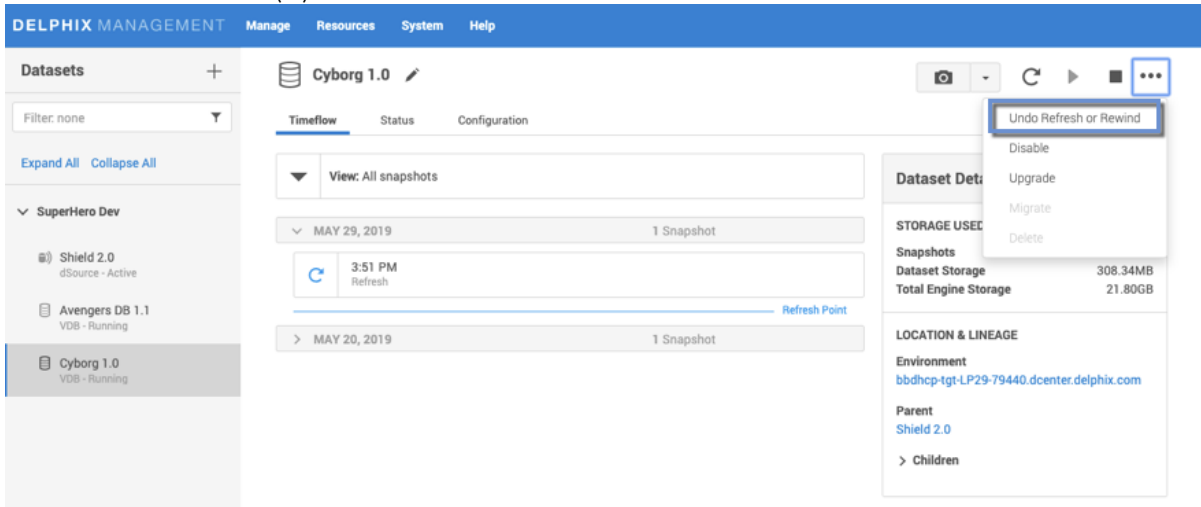 DELPHIX MANAGEMENT Manage Resources System Help
Datasets
Filter: none
Expand All Collapse All
SuperHero Dev
Shield 2.0
dSource - Active
Avengers DB 1.1
VDB - Running
Cyborg 1.0
VDB - Running
Cyborg 1.0
Timeflow Status Configuration
View: All snapshots
MAY 29, 2019 1 Snapshot
3:51 PM
Refresh
Refresh Point
MAY 20, 2019 1 Snapshot
Undo Refresh or Rewind
Disable
Upgrade
Migrate
Delete
Dataset Deta
STORAGE USED
Snapshots
Dataset Storage 308.34MB
Total Engine Storage 21.80GB
LOCATION & LINEAGE
Environment
bbdhcp-tgt-LP29-79440.dcenter.delphix.com
Parent
Shield 2.0
Children